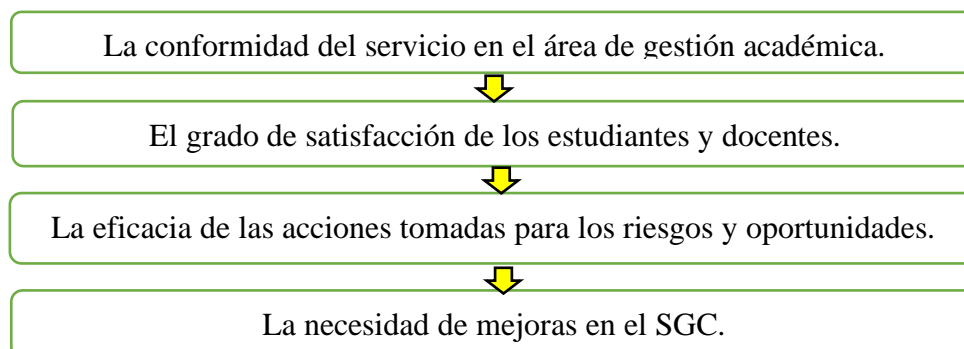 La conformidad del servicio en el área de gestión académica.
El grado de satisfacción de los estudiantes y docentes.
La eficacia de las acciones tomadas para los riesgos y oportunidades.
La necesidad de mejoras en el SGC.